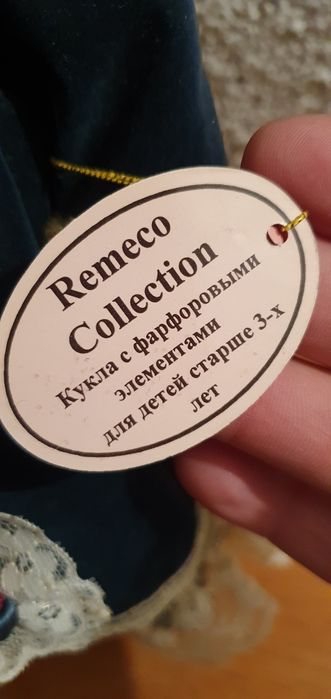 Remeco
Collection
Кукла с фарфоровыми
элементами
для детей старше 3-х
лет